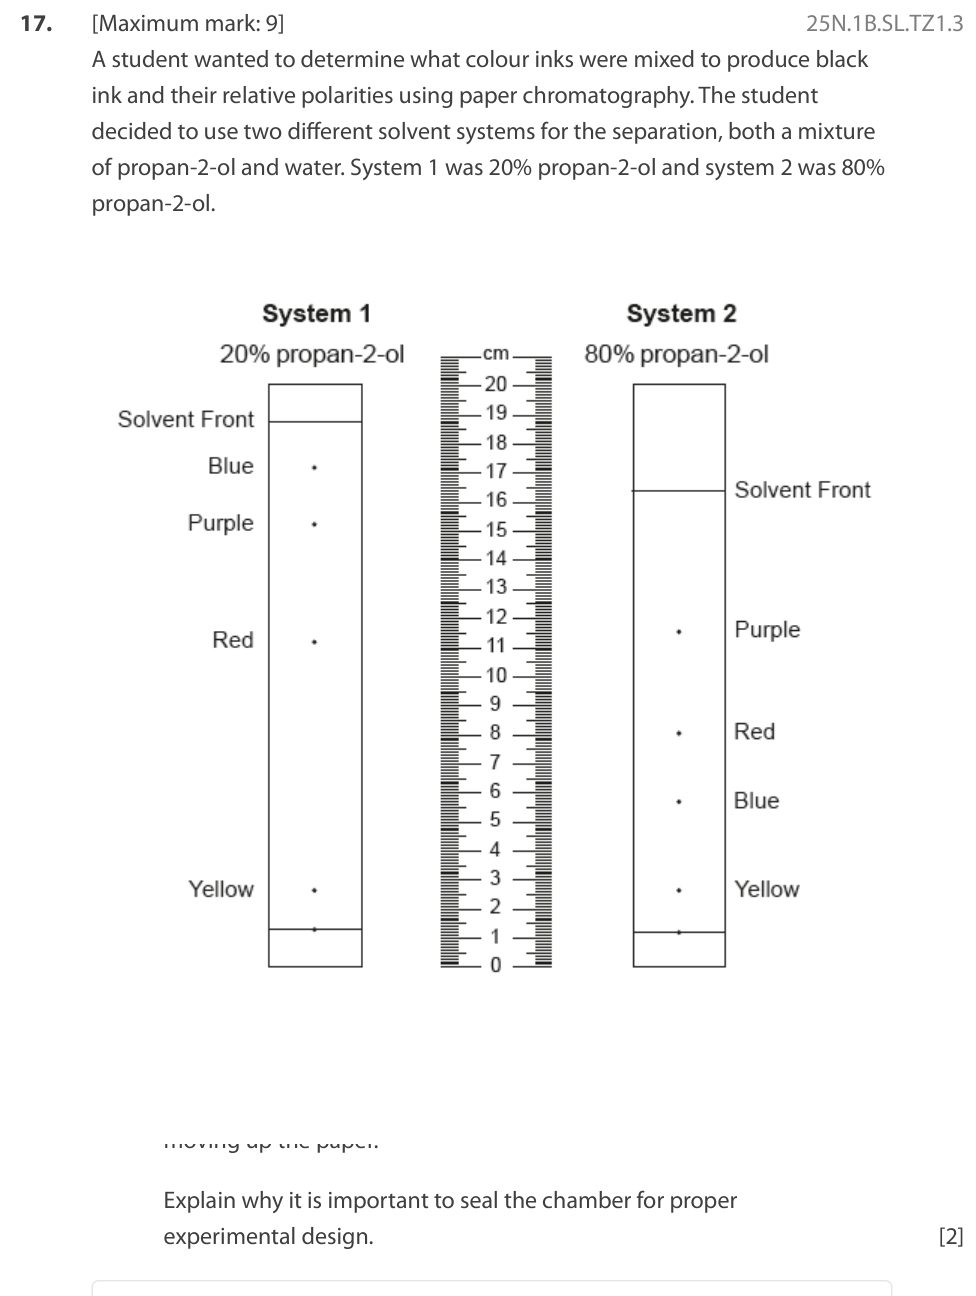 17. [Maximum mark: 9] 25N.1B.SL.TZ1.3
A student wanted to determine what colour inks were mixed to produce black
ink and their relative polarities using paper chromatography. The student
decided to use two different solvent systems for the separation, both a mixture
of propan-2-ol and water. System 1 was 20% propan-2-ol and system 2 was 80%
propan-2-ol.
System 1
20% propan-2-ol
Solvent Front
Blue
Purple
Red
Yellow
cm
20
19
18
17
16
15
14
13
12
11
10
9
8
7
6
5
4
3
2
1
0
System 2
80% propan-2-ol
Solvent Front
Purple
Red
Blue
Yellow
moving up the paper.
Explain why it is important to seal the chamber for proper
experimental design. [2]